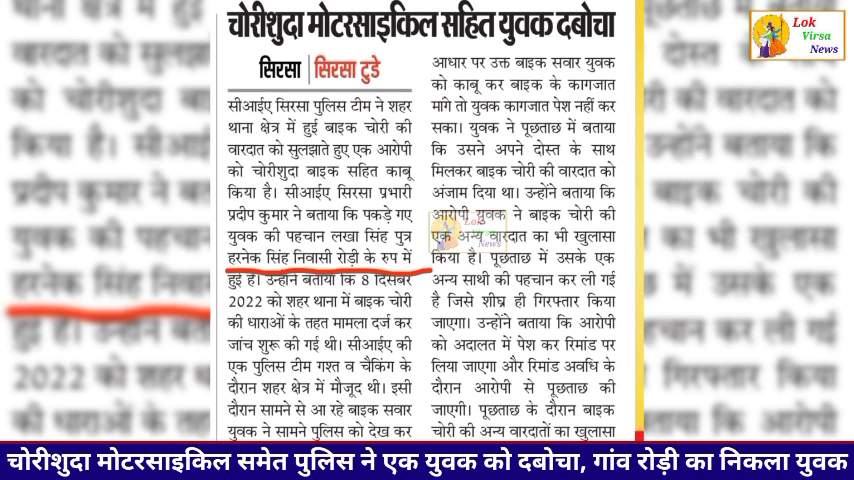 चोरीशुदा मोटरसाइकिल सहित युवक दबोचा
सिरसा | सिरसा टुडे
सीआईए सिरसा पुलिस टीम ने शहर
थाना क्षेत्र में हुई बाइक चोरी की
वारदात को सुलझाते हुए एक आरोपी
को चोरीशुदा बाइक सहित काबू
किया है। सीआईए सिरसा प्रभारी
प्रदीप कुमार ने बताया कि पकड़े गए
युवक की पहचान लखा सिंह पुत्र
हरनेक सिंह निवासी रोड़ी के रुप में
हुई है। उन्होंने बताया कि 8 दिसंबर
2022 को शहर थाना में बाइक चोरी
की धाराओं के तहत मामला दर्ज कर
जांच शुरू की गई थी। सीआईए की
एक पुलिस टीम गश्त व चैकिंग के
दौरान शहर क्षेत्र में मौजूद थी। इसी
दौरान सामने से आ रहे बाइक सवार
युवक ने सामने पुलिस को देख कर
आधार पर उक्त बाइक सवार युवक
को काबू कर बाइक के कागजात
मांगे तो युवक कागजात पेश नहीं कर
सका। युवक ने पूछताछ में बताया
कि उसने अपने दोस्त के साथ
मिलकर बाइक चोरी की वारदात को
अंजाम दिया था। उन्होंने बताया कि
आरोपी युवक ने बाइक चोरी की
एक अन्य वारदात का भी खुलासा
किया है। पूछताछ में उसके एक
अन्य साथी की पहचान कर ली गई
है जिसे शीघ्र ही गिरफ्तार किया
जाएगा। उन्होंने बताया कि आरोपी
को अदालत में पेश कर रिमांड पर
लिया जाएगा और रिमांड अवधि के
दौरान आरोपी से पूछताछ की
जाएगी। पूछताछ के दौरान बाइक
चोरी की अन्य वारदातों का खुलासा
Lok
Virsa
News
Lok
Virsa
News
चोरीशुदा मोटरसाइकिल समेत पुलिस ने एक युवक को दबोचा, गांव रोड़ी का निकला युवक